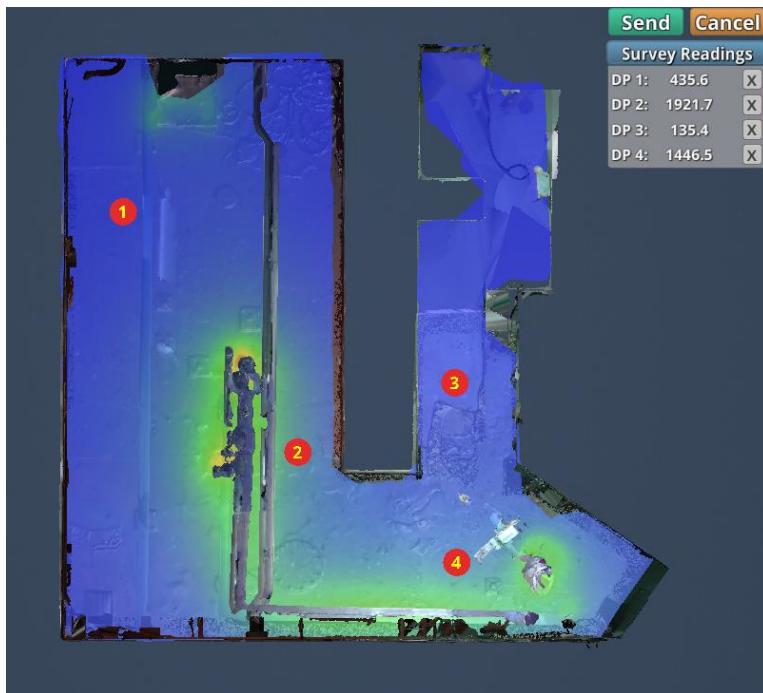 Send Cancel
Survey Readings
DP 1: 435.6 X
DP 2: 1921.7 X
DP 3: 135.4 X
DP 4: 1446.5 X
1
2
3
4